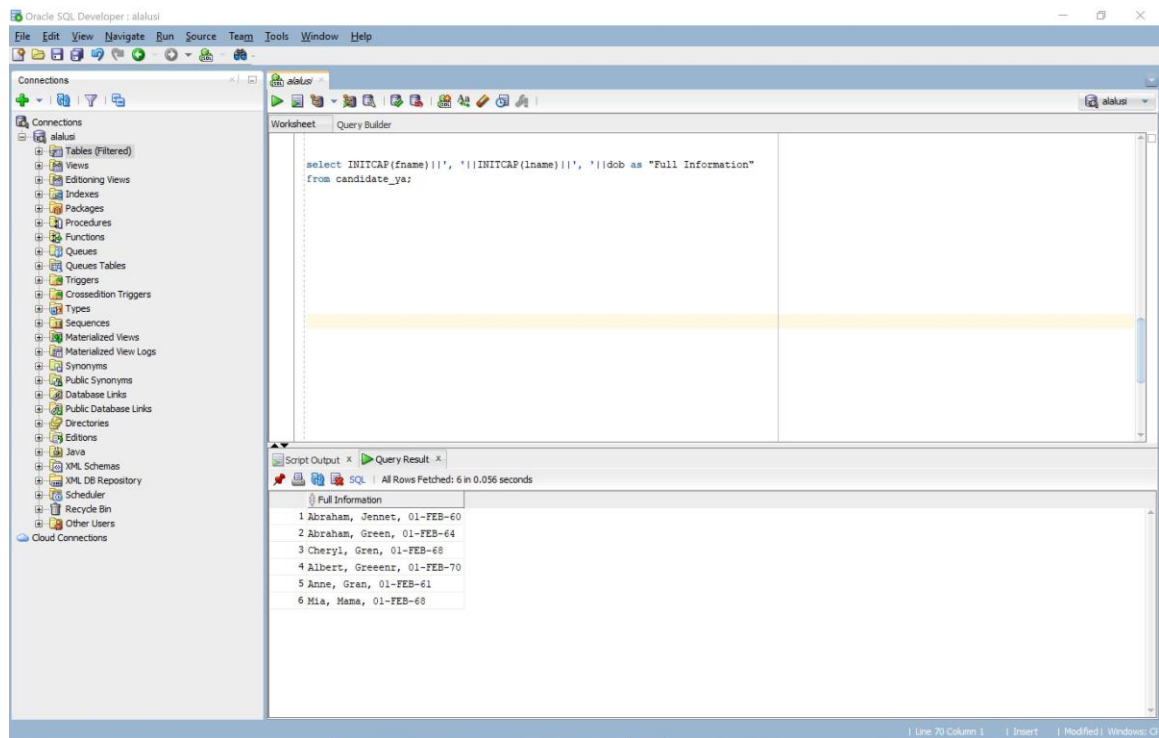 Oracle SQL Developer : alalusi
File Edit View Navigate Run Source Team Tools Window Help
Connections
alalusi
alalusi
Worksheet Query Builder
Connections
alalusi
Tables (Filtered)
Views
Editioning Views
Indexes
Packages
Procedures
Functions
Queues
Queues Tables
Triggers
Crossedition Triggers
Types
Sequences
Materialized Views
Materialized View Logs
Synonyms
Public Synonyms
Database Links
Public Database Links
Directories
Editions
Java
XML Schemas
XML DB Repository
Scheduler
Recycle Bin
Other Users
Cloud Connections
select INITCAP(fname)||', '||INITCAP(lname)||', '||dob as "Full Information"
from candidate_ya;
Script Output x Query Result x
SQL | All Rows Fetched: 6 in 0.056 seconds
Full Information
1 Abraham, Jennet, 01-FEB-60
2 Abraham, Green, 01-FEB-64
3 Cheryl, Gren, 01-FEB-68
4 Albert, Greeenr, 01-FEB-70
5 Anne, Gran, 01-FEB-61
6 Mia, Mama, 01-FEB-68
| Line 70 Column 1 | Insert | Modified | Windows: C